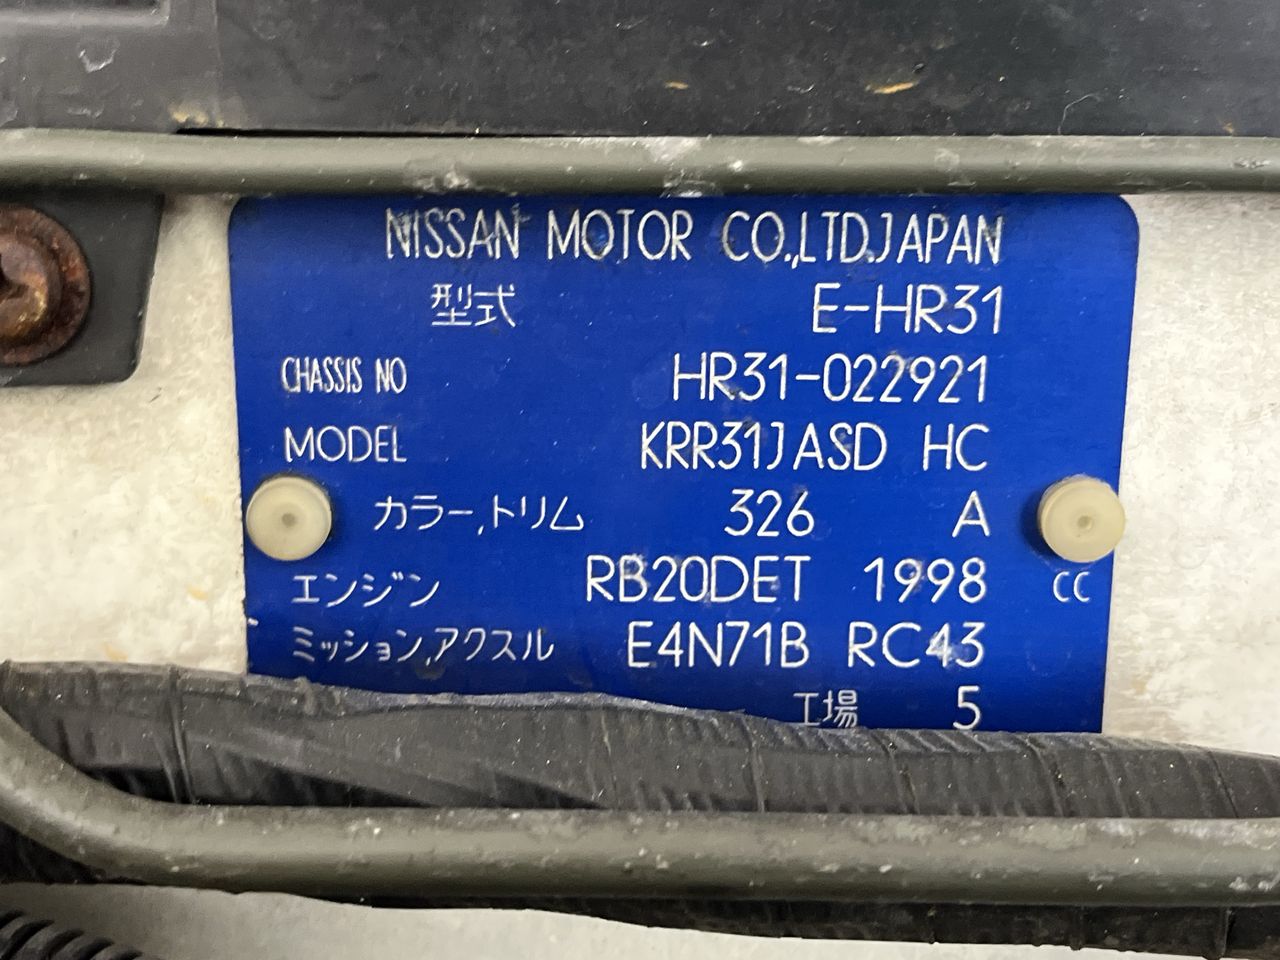 NISSAN MOTOR CO.,LTD.JAPAN
型式 E-HR31
CHASSIS NO HR31-022921
MODEL KRR31JASD HC
カラー,トリム 326 A
エンジン RB20DET 1998 CC
ミッション,アクスル E4N71B RC43
工場 5